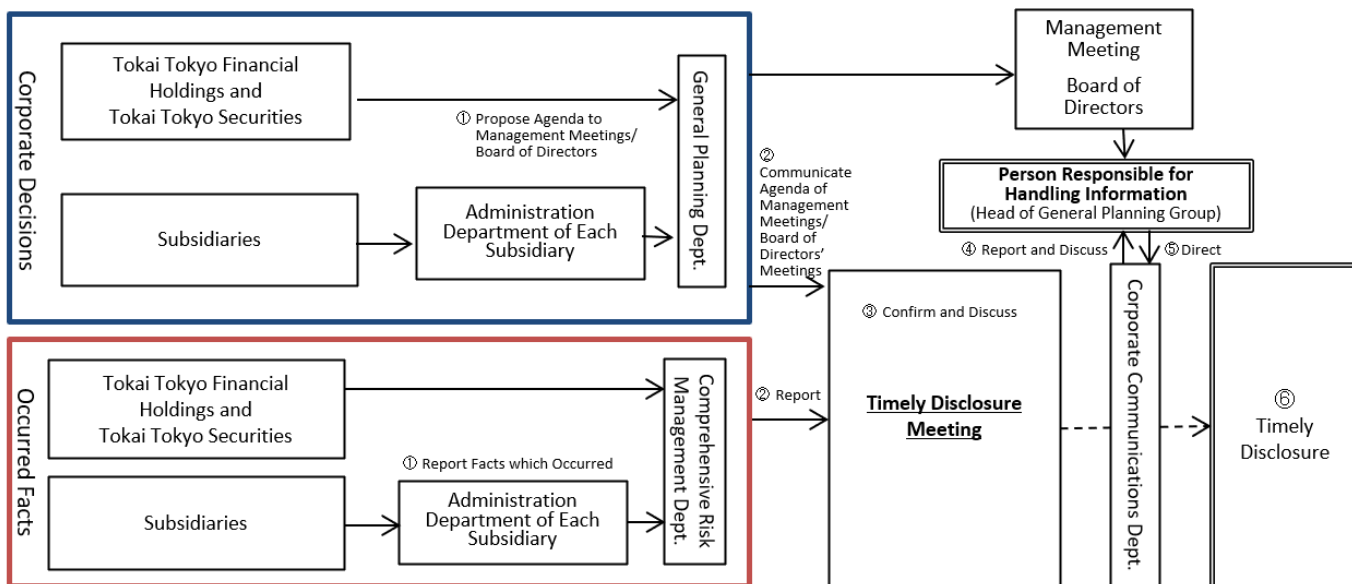 Corporate Decisions
Tokai Tokyo Financial
Holdings and
Tokai Tokyo Securities
① Propose Agenda to
Management Meetings/
Board of Directors
Subsidiaries
Administration
Department of Each
Subsidiary
General Planning Dept.
②
Communicate
Agenda of
Management
Meetings/
Board of
Directors’
Meetings
Management
Meeting
Board of
Directors
Person Responsible for
Handling Information
(Head of General Planning Group)
④ Report and Discuss
⑤Direct
Occurred Facts
Tokai Tokyo Financial
Holdings and
Tokai Tokyo Securities
① Report Facts which Occurred
Subsidiaries
Administration
Department of Each
Subsidiary
Comprehensive Risk
Management Dept.
② Report
③ Confirm and Discuss
Timely Disclosure
Meeting
Corporate Communications Dept.
⑥
Timely
Disclosure